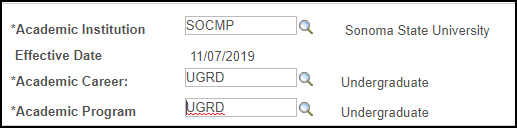 *Academic Institution SOCMP Sonoma State University
Effective Date 11/07/2019
*Academic Career: UGRD Undergraduate
*Academic Program UGRD Undergraduate